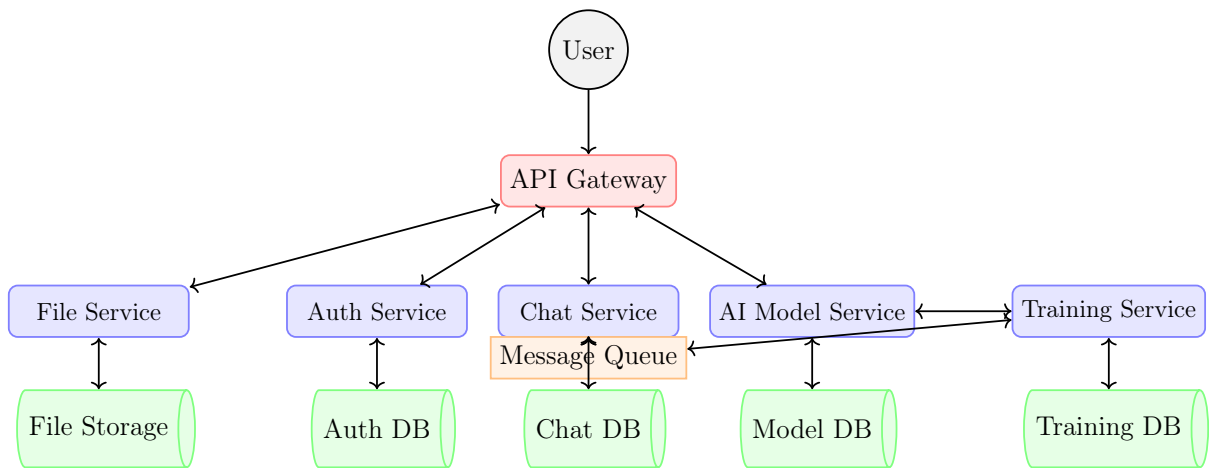 User
API Gateway
File Service
Auth Service
Chat Service
AI Model Service
Training Service
Message Queue
File Storage
Auth DB
Chat DB
Model DB
Training DB